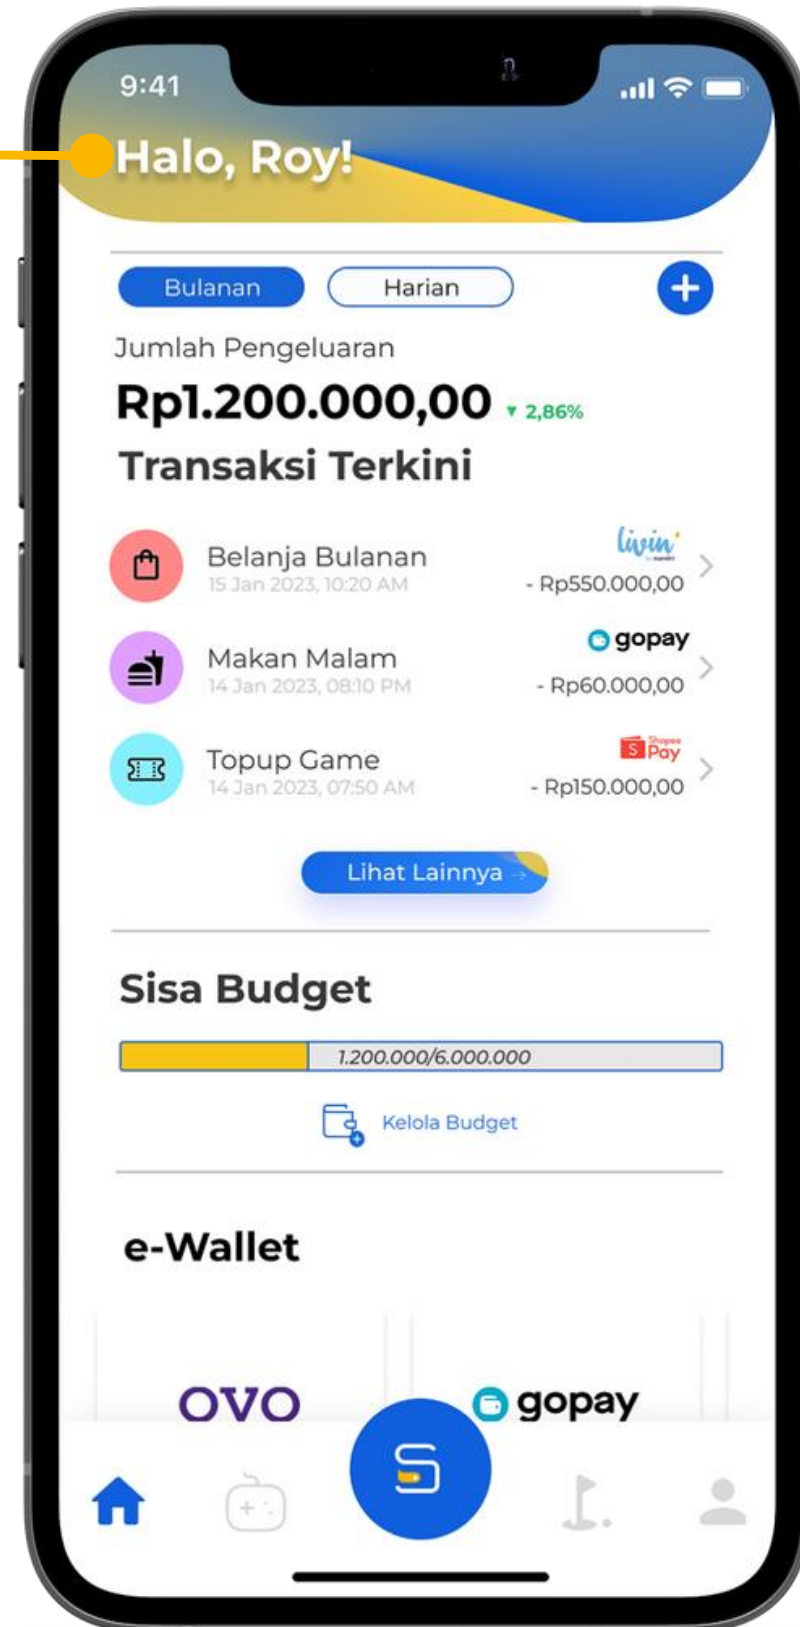 9:41
Halo, Roy!
Bulanan Harian
Jumlah Pengeluaran
Rp1.200.000,00 ▼ 2,86%
Transaksi Terkini
livin'
by mandiri
Belanja Bulanan
15 Jan 2023, 10:20 AM
- Rp550.000,00
gopay
Makan Malam
14 Jan 2023, 08:10 PM
- Rp60.000,00
S Shopee
Pay
Topup Game
14 Jan 2023, 07:50 AM
- Rp150.000,00
Lihat Lainnya →
Sisa Budget
1.200.000/6.000.000
Kelola Budget
e-Wallet
OVO gopay
S